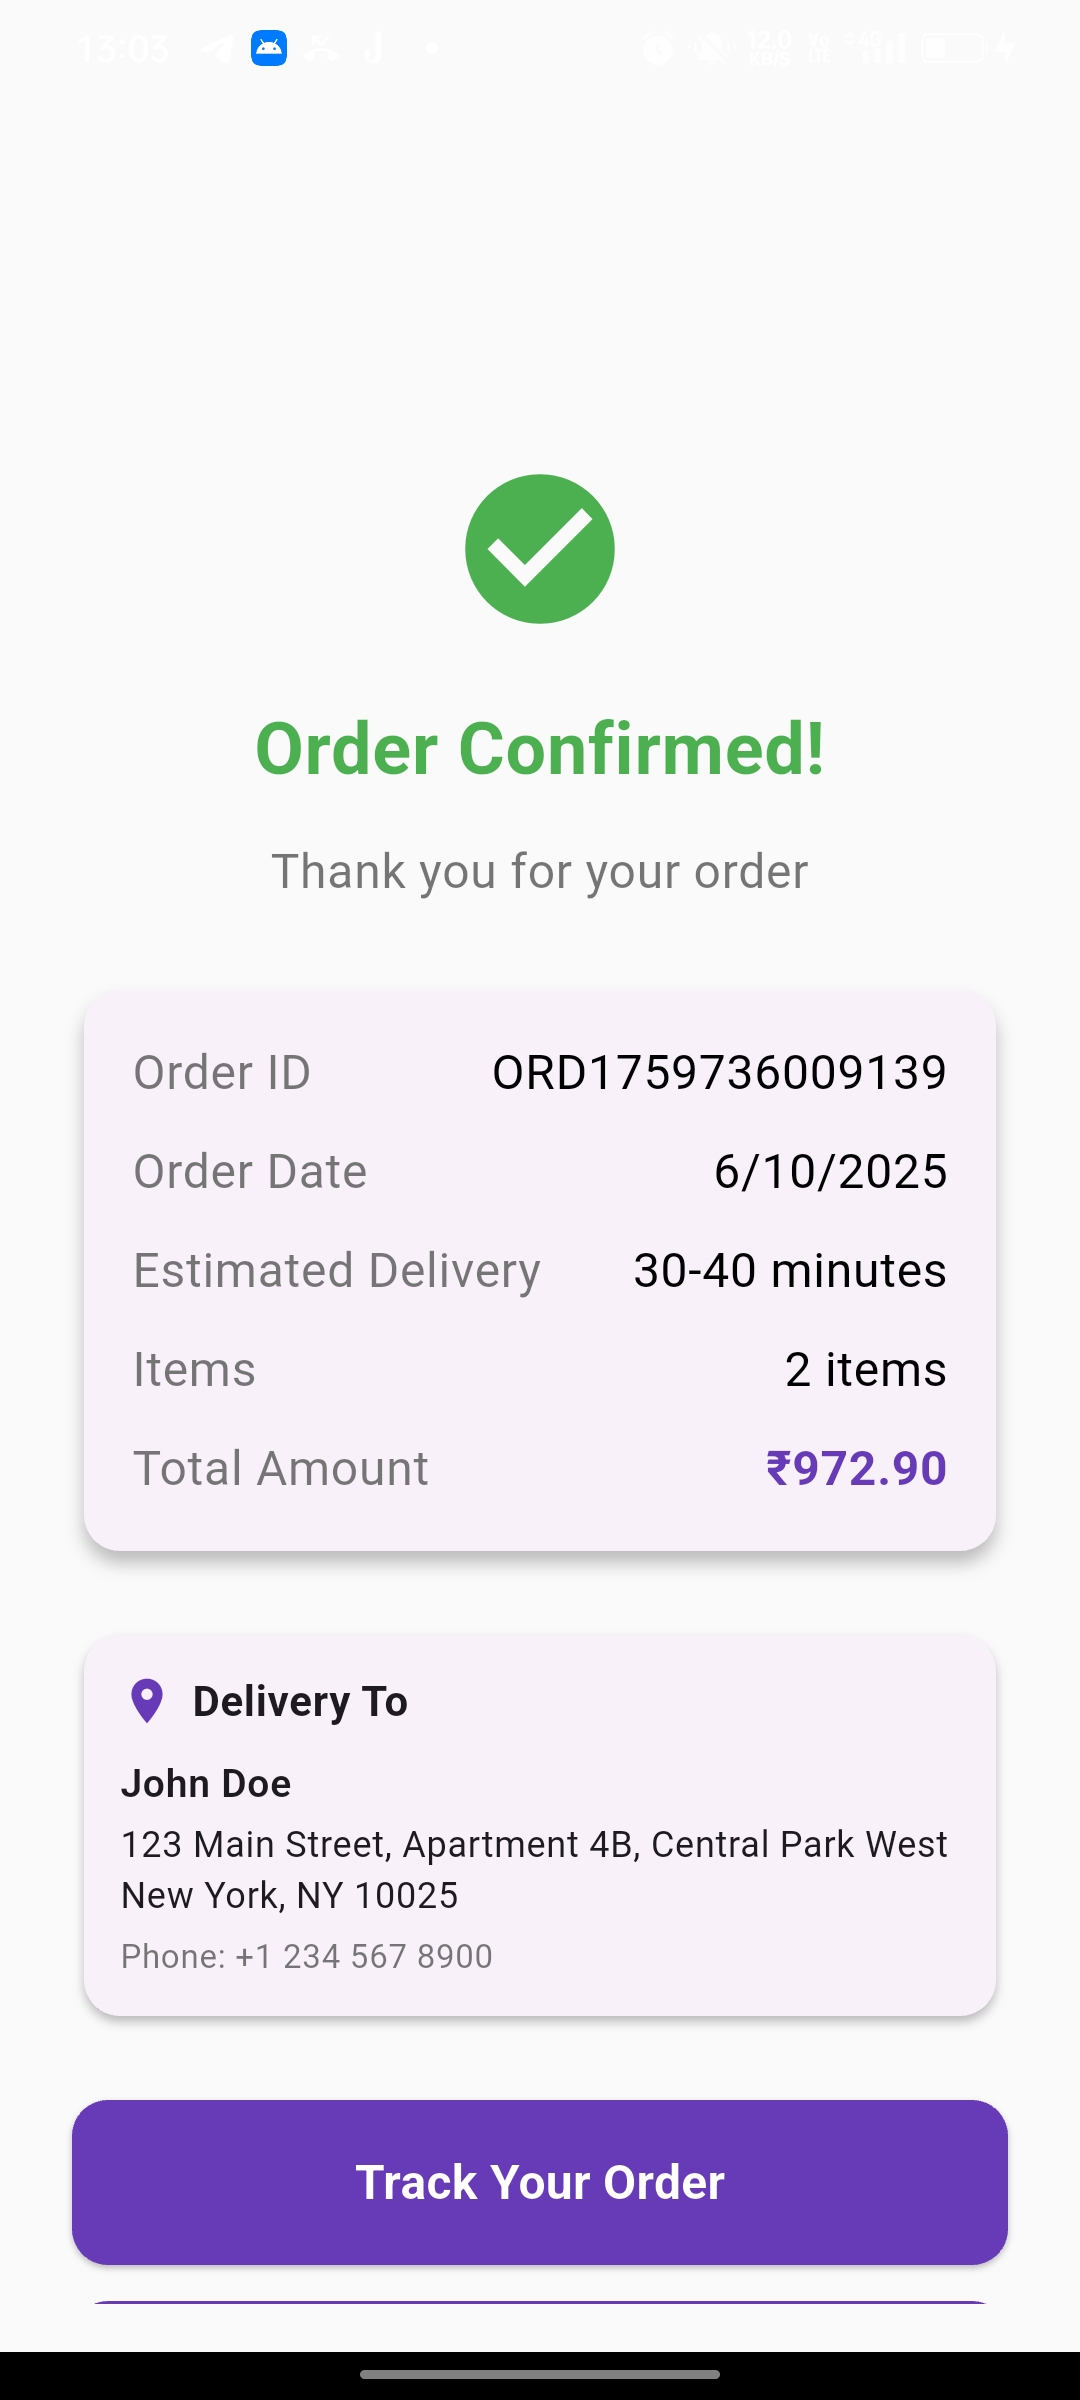 13:03
12.0
KB/S
4G
Order Confirmed!
Thank you for your order
Order ID ORD1759736009139
Order Date 6/10/2025
Estimated Delivery 30-40 minutes
Items 2 items
Total Amount ₹972.90
Delivery To
John Doe
123 Main Street, Apartment 4B, Central Park West
New York, NY 10025
Phone: +1 234 567 8900
Track Your Order